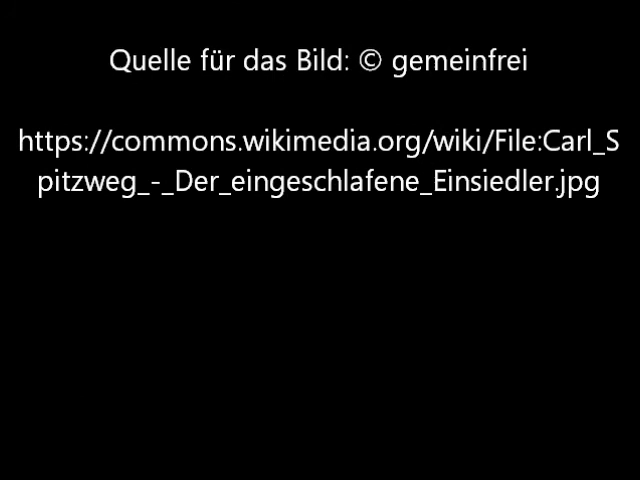 Quelle für das Bild: © gemeinfrei
https://commons.wikimedia.org/wiki/File:Carl_S
pitzweg_-_Der_eingeschlafene_Einsiedler.jpg